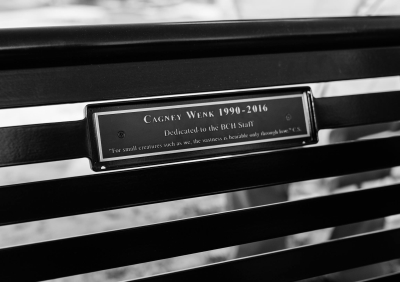 CAGNEY WENK 1990-2016
Dedicated to the BCH Staff
"For small creatures such as we, the vastness is bearable only through love." C.S.